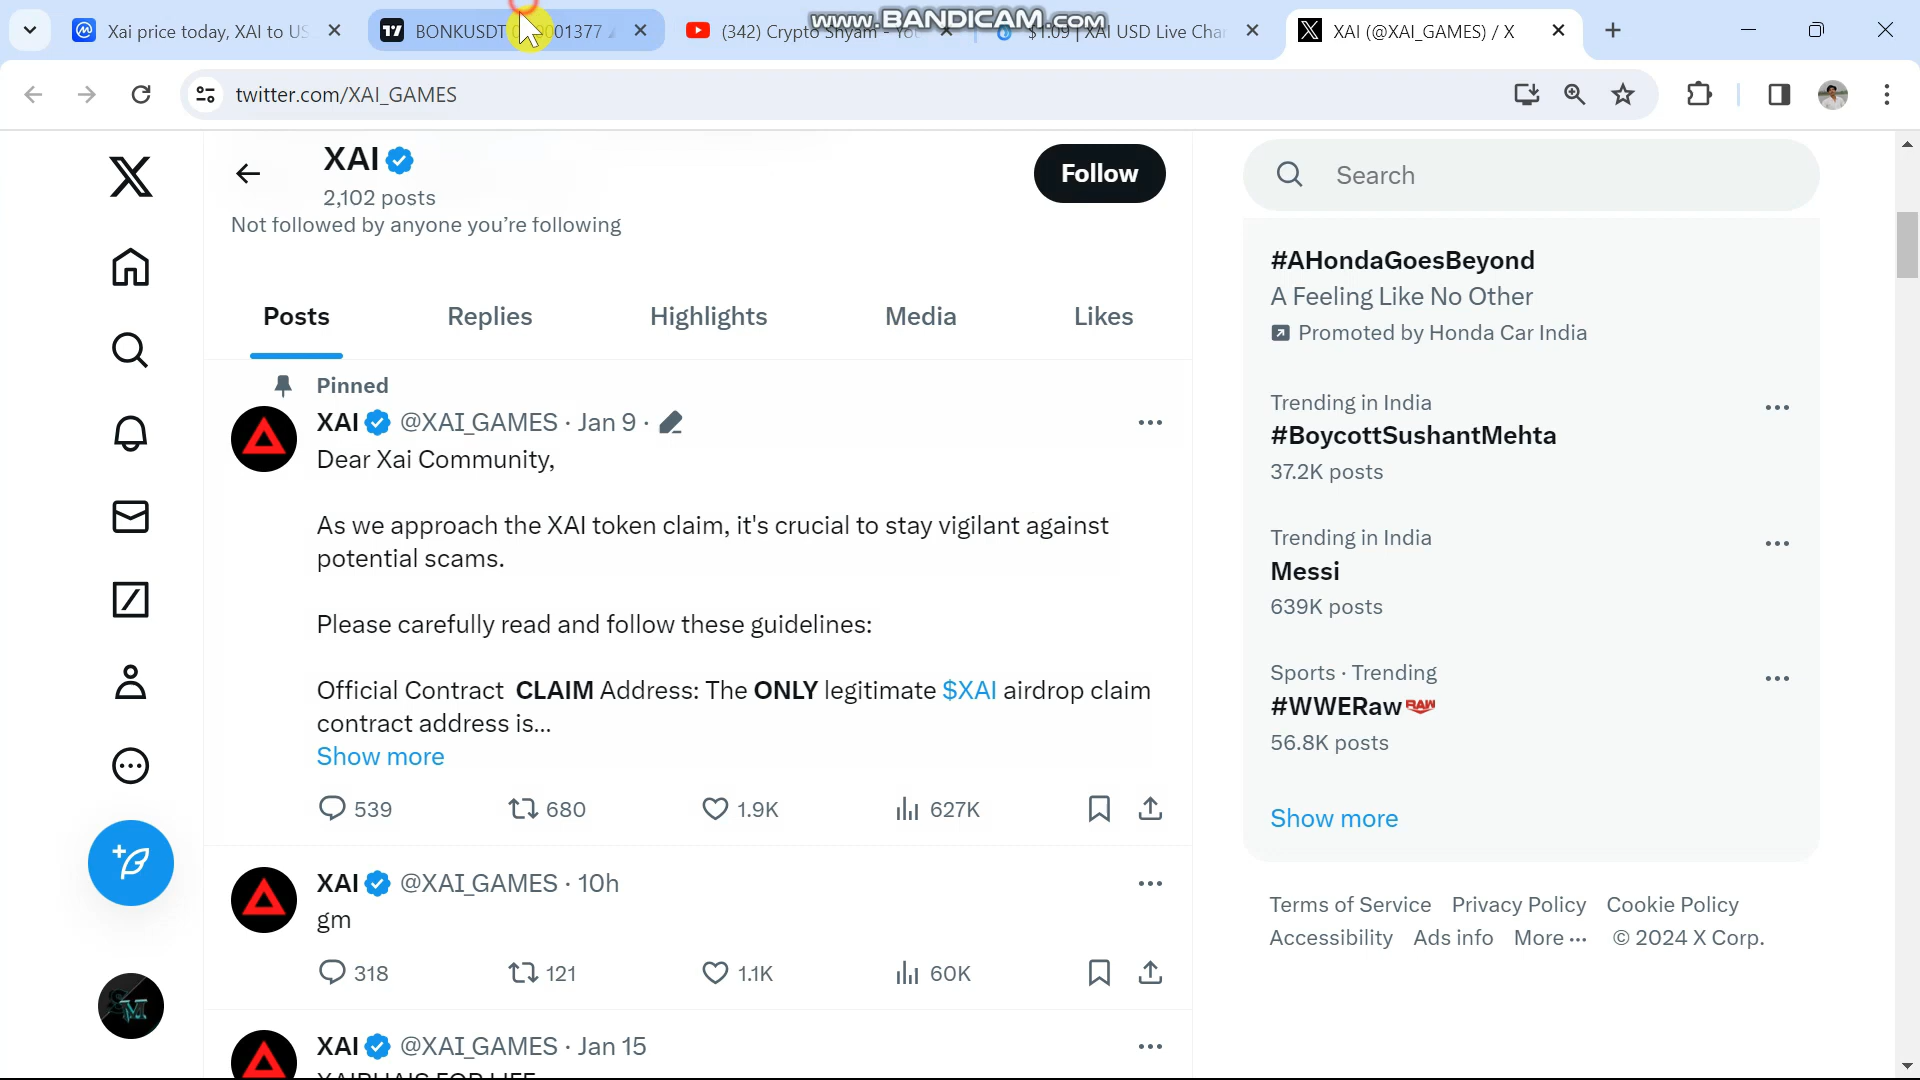 Xai price today, XAI to US
BONKUSDT 0.00001377
(342) Crypto Shyam - You
$1.09 | XAI USD Live Char
XAI (@XAI_GAMES) / X
www.BANDICAM.com
twitter.com/XAI_GAMES
XAI
2,102 posts
Follow
Not followed by anyone you're following
Posts
Replies
Highlights
Media
Likes
Pinned
XAI @XAI_GAMES · Jan 9 ·
Dear Xai Community,
As we approach the XAI token claim, it's crucial to stay vigilant against
potential scams.
Please carefully read and follow these guidelines:
Official Contract CLAIM Address: The ONLY legitimate $XAI airdrop claim
contract address is...
Show more
539 680 1.9K 627K
XAI @XAI_GAMES · 10h
gm
318 121 1.1K 60K
XAI @XAI_GAMES · Jan 15
Search
#AHondaGoesBeyond
A Feeling Like No Other
Promoted by Honda Car India
Trending in India
#BoycottSushantMehta
37.2K posts
Trending in India
Messi
639K posts
Sports · Trending
#WWERaw RAW
56.8K posts
Show more
Terms of Service Privacy Policy Cookie Policy
Accessibility Ads info More ··· © 2024 X Corp.